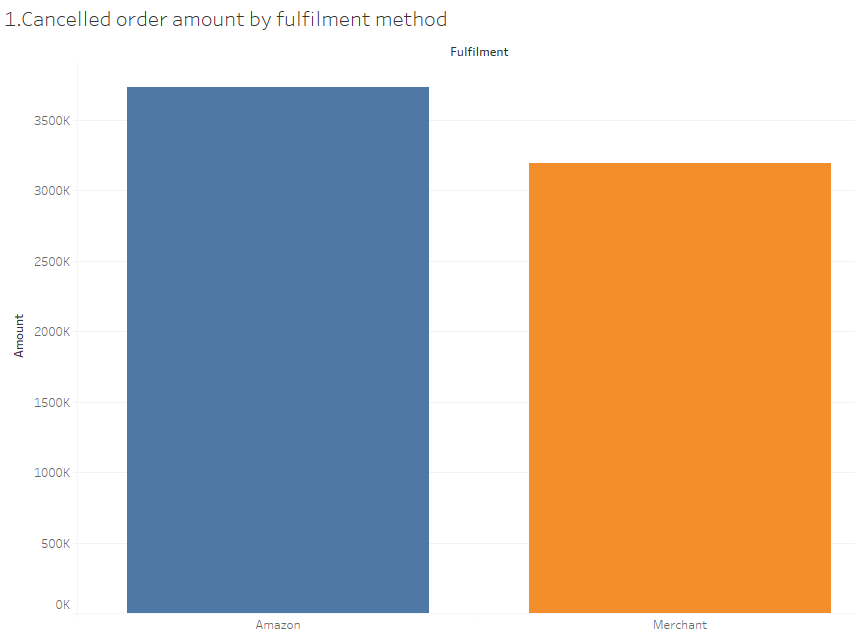 1.Cancelled order amount by fulfilment method
Fulfilment
3500K
3000K
2500K
2000K
1500K
1000K
500K
0K
Amount
Amazon
Merchant